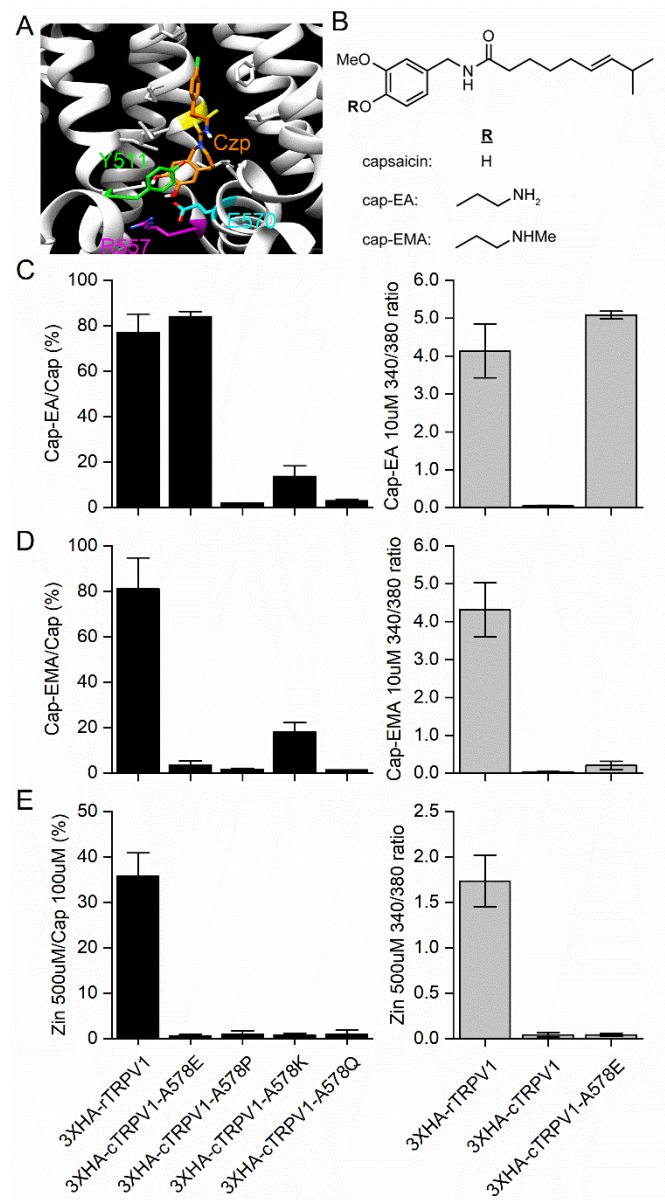 A
Czp
Y511
E570
R557
B
MeO
RO
N
H
O
R
capsaicin: H
cap-EA: NH2
cap-EMA: NHMe
C
Cap-EA/Cap (%)
100
80
60
40
20
0
Cap-EA 10uM 340/380 ratio
6.0
5.0
4.0
3.0
2.0
1.0
0.0
D
Cap-EMA/Cap (%)
100
80
60
40
20
0
Cap-EMA 10uM 340/380 ratio
6.0
5.0
4.0
3.0
2.0
1.0
0.0
E
Zin 500uM/Cap 100uM (%)
50
40
30
20
10
0
Zin 500uM 340/380 ratio
2.5
2.0
1.5
1.0
0.5
0.0
3XHA-rTRPV1
3XHA-cTRPV1-A578E
3XHA-cTRPV1-A578P
3XHA-cTRPV1-A578K
3XHA-cTRPV1-A578Q
3XHA-rTRPV1
3XHA-cTRPV1
3XHA-cTRPV1-A578E